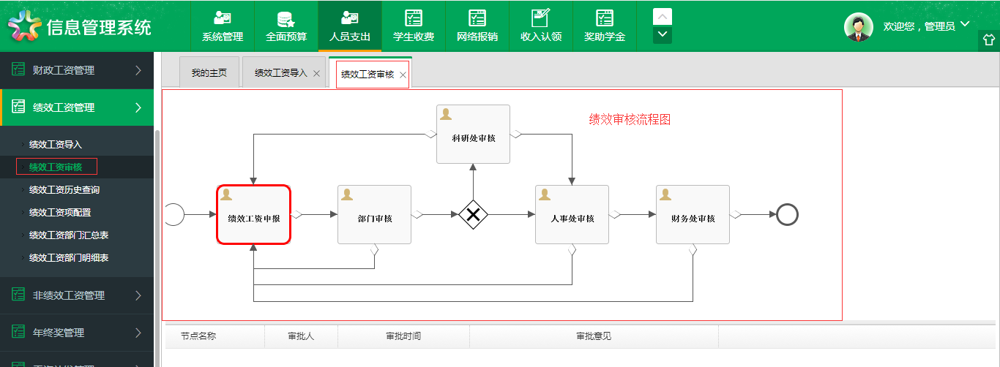 信息管理系统
系统管理
全面预算
人员支出
学生收费
网络报销
收入认领
奖助学金
欢迎您，管理员
财政工资管理
绩效工资管理
绩效工资导入
绩效工资审核
绩效工资历史查询
绩效工资项配置
绩效工资部门汇总表
绩效工资部门明细表
非绩效工资管理
年终奖管理
我的主页
绩效工资导入
绩效工资审核
绩效审核流程图
科研处审核
绩效工资申报
部门审核
人事处审核
财务处审核
节点名称
审批人
审批时间
审批意见